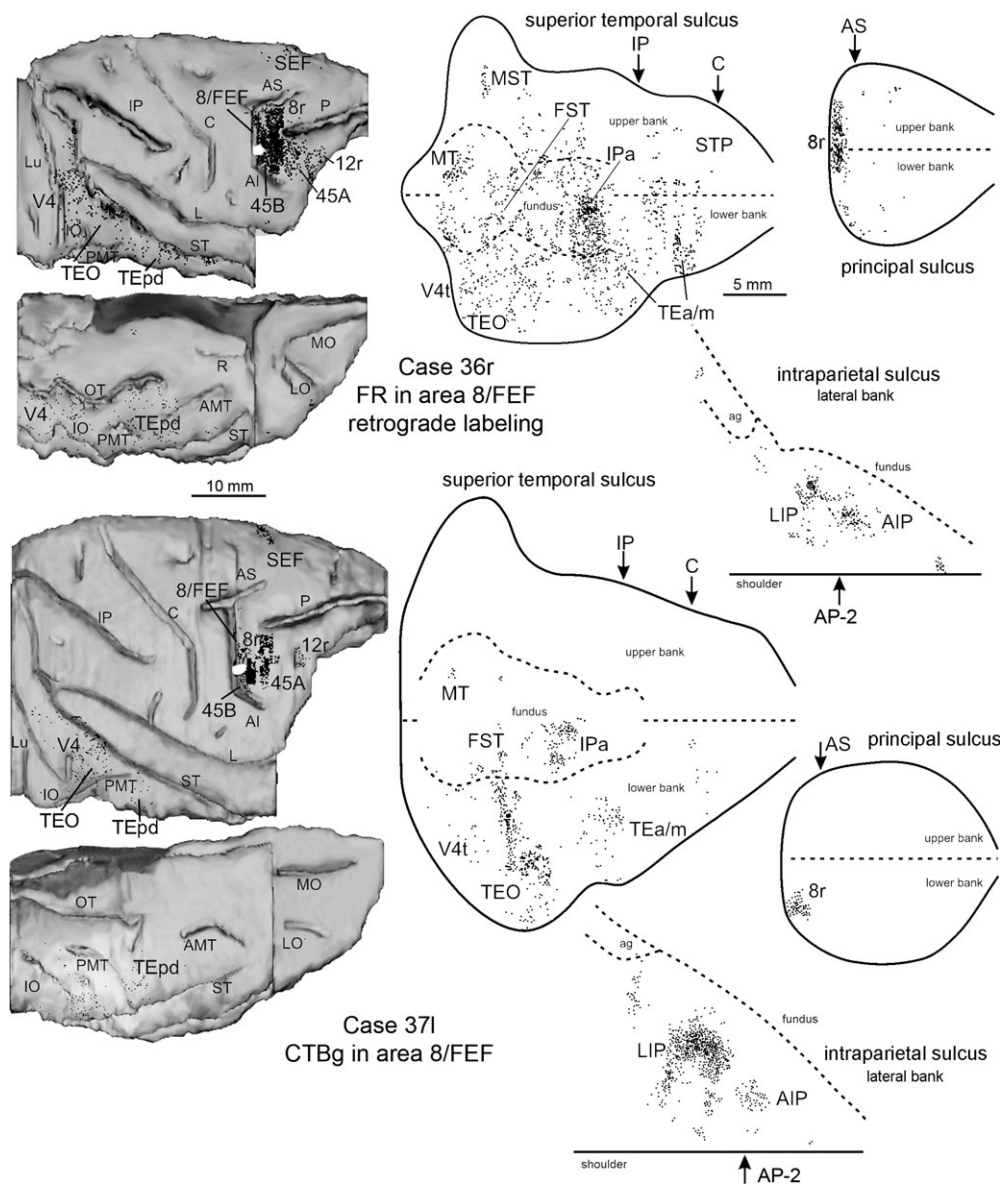 SEF
8/FEF
AS
8r
P
IP
C
12r
Lu
AI
45A
V4
45B
L
IO
ST
PMT
TEO
TEpd
MO
R
LO
OT
V4
AMT
IO
TEpd
PMT
ST
Case 36r
FR in area 8/FEF
retrograde labeling
10 mm
superior temporal sulcus
IP
C
MST
FST
upper bank
STP
MT
IPa
fundus
lower bank
V4t
TEO
TEa/m
5 mm
AS
upper bank
8r
lower bank
principal sulcus
intraparietal sulcus
lateral bank
ag
fundus
LIP
AIP
shoulder
AP-2
SEF
AS
8/FEF
P
IP
C
8r
12r
45A
45B
AI
Lu
V4
L
ST
IO
PMT
TEO
TEpd
OT
MO
AMT
LO
PMT
TEpd
IO
ST
Case 37l
CTBg in area 8/FEF
superior temporal sulcus
IP
C
upper bank
MT
fundus
FST
IPa
lower bank
TEa/m
V4t
TEO
AS
principal sulcus
upper bank
lower bank
8r
ag
fundus
intraparietal sulcus
lateral bank
LIP
AIP
shoulder
AP-2